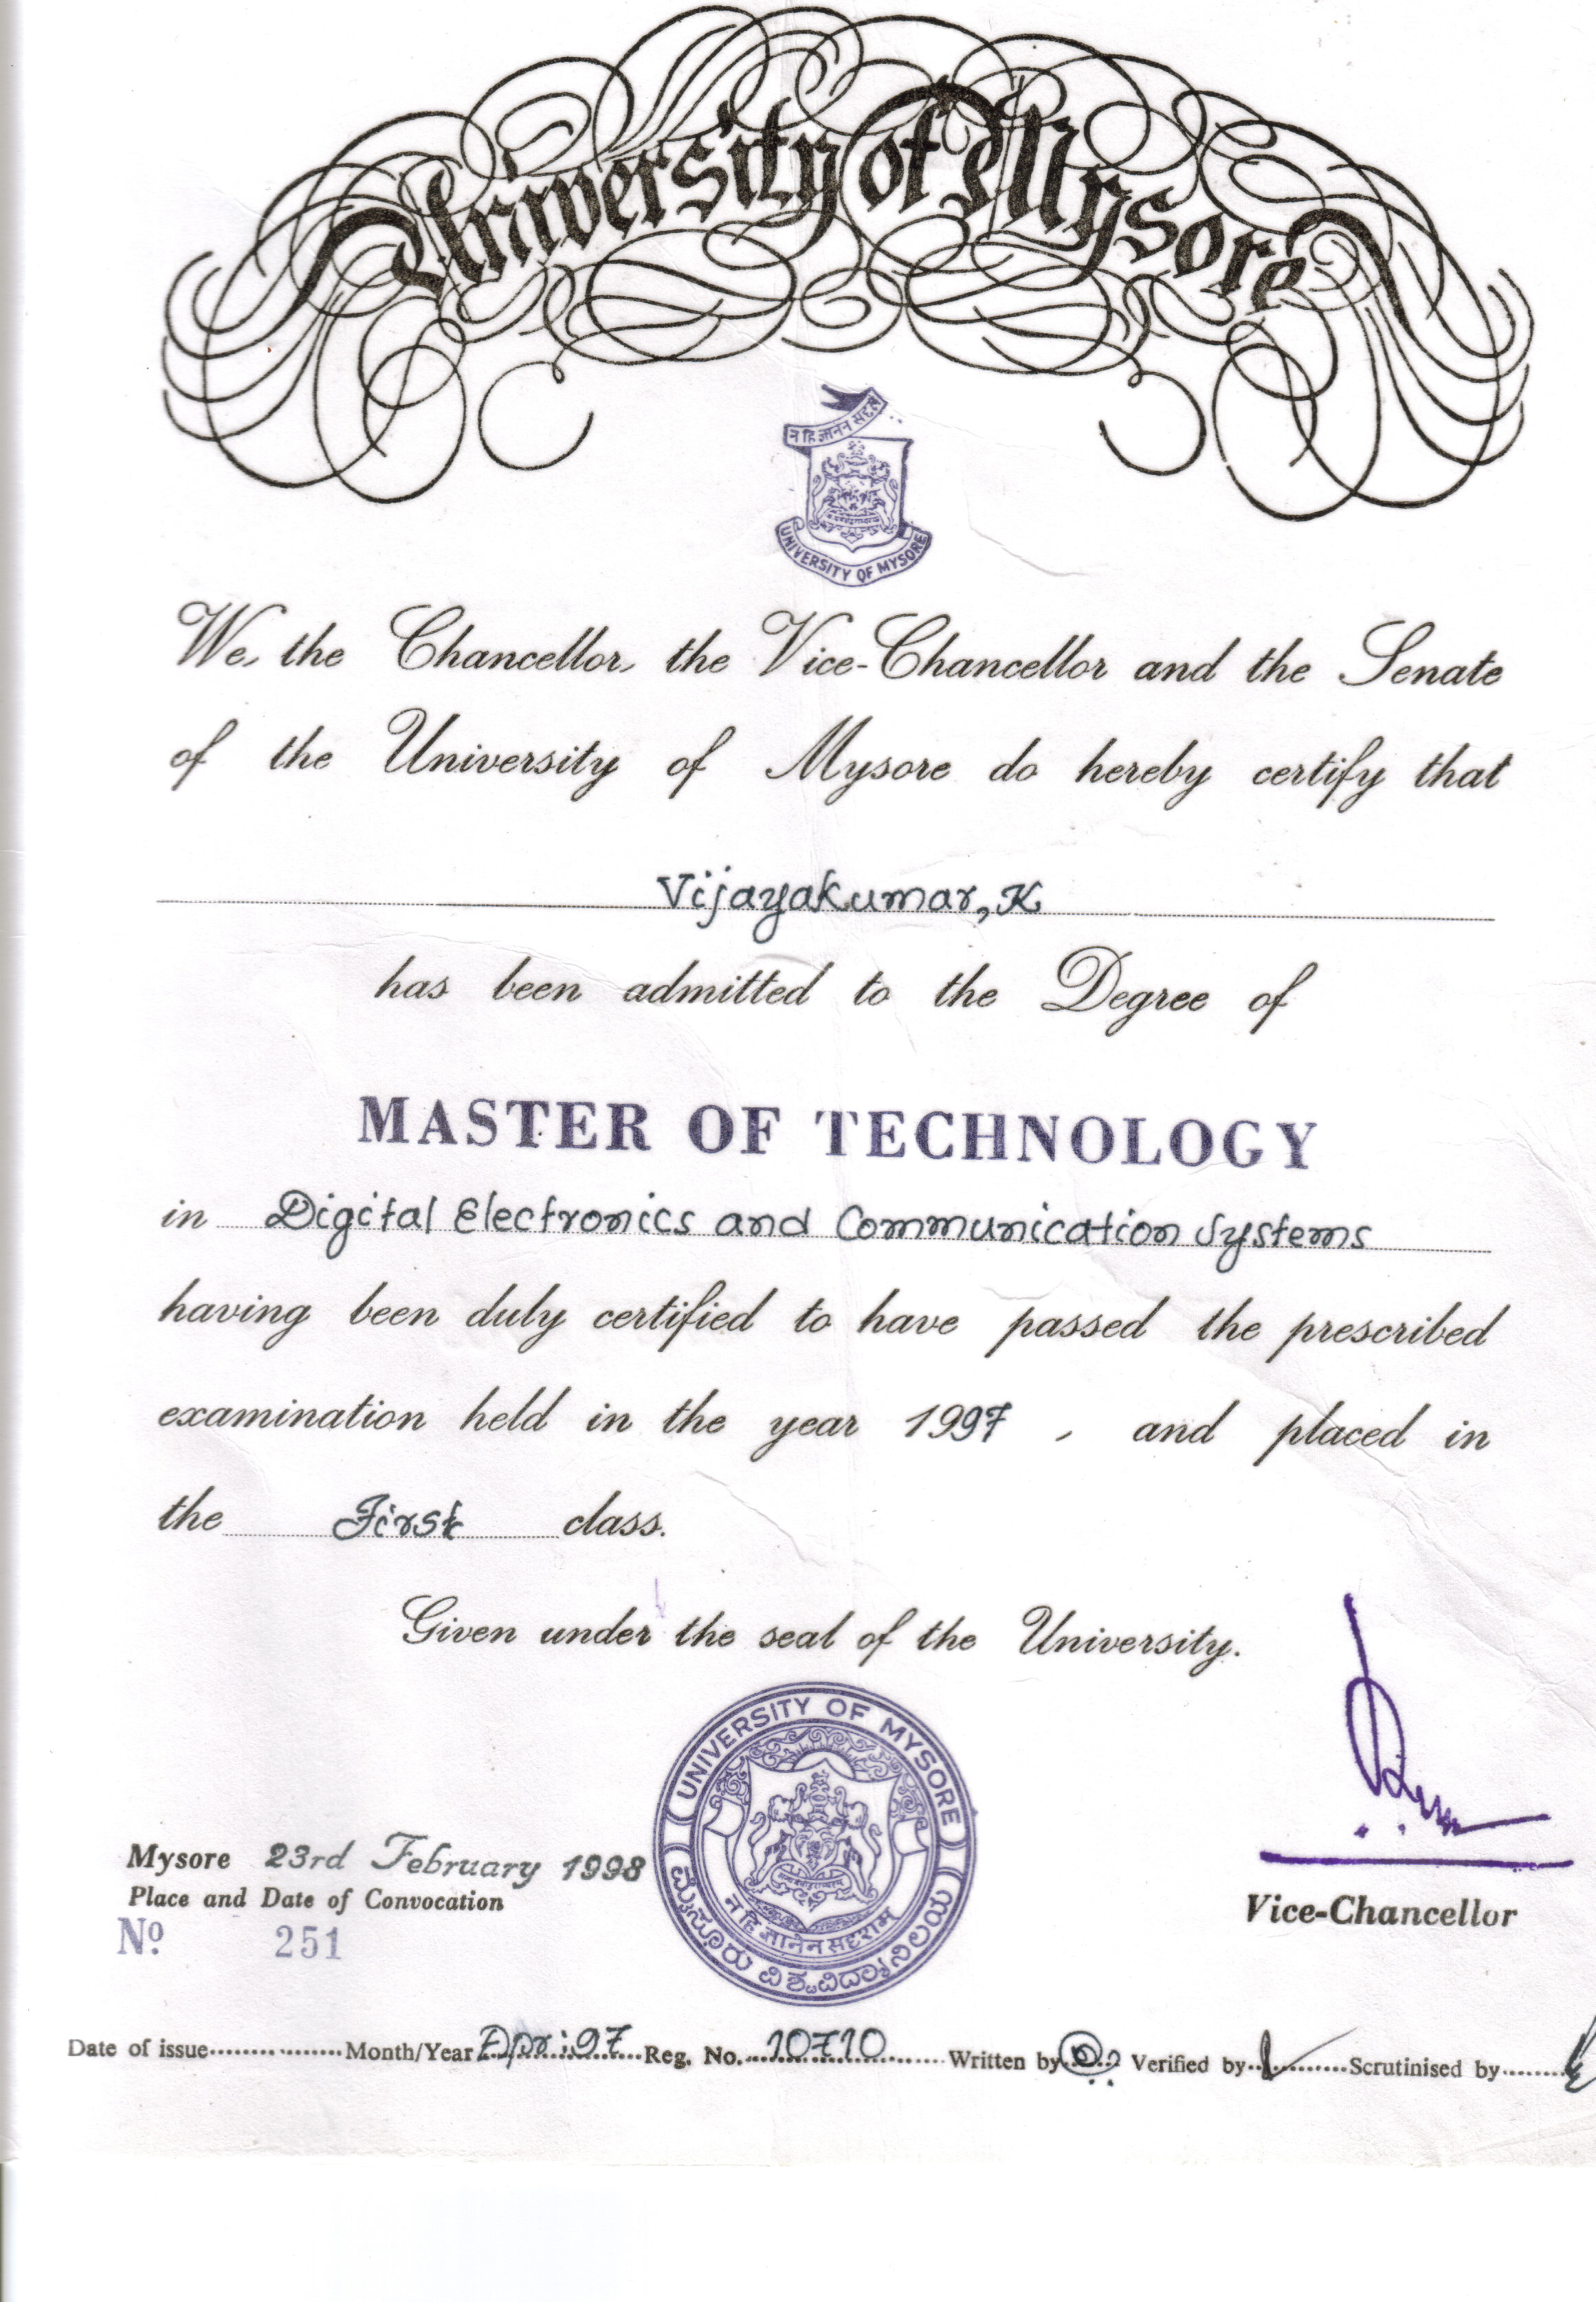 University of Mysore
न हि ज्ञानेन सदृशं
UNIVERSITY OF MYSORE
We, the Chancellor, the Vice-Chancellor and the Senate
of the University of Mysore do hereby certify that
Vijayakumar, K
has been admitted to the Degree of
MASTER OF TECHNOLOGY
in Digital Electronics and Communication Systems
having been duly certified to have passed the prescribed
examination held in the year 1997, and placed in
the First class.
Given under the seal of the University.
UNIVERSITY OF MYSORE
न हि ज्ञानेन सदृशम्
ಮೈಸೂರು ವಿಶ್ವವಿದ್ಯಾನಿಲಯ
Mysore 23rd February 1998
Place and Date of Convocation
Nº 251
Vice-Chancellor
Date of issue.................Month/Year Apr:97 Reg. No. 10710 Written by Verified by Scrutinised by